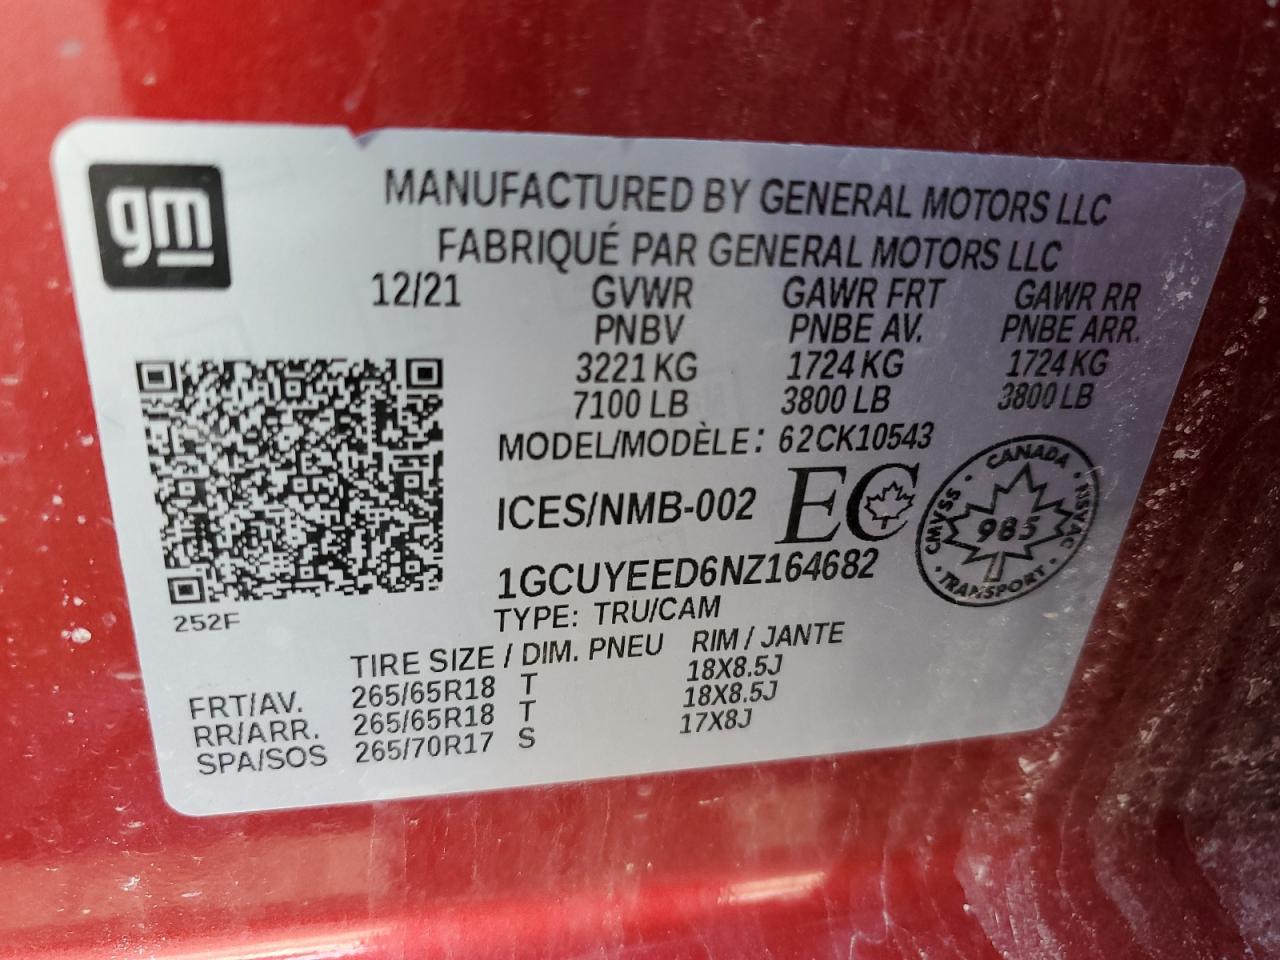 gm
MANUFACTURED BY GENERAL MOTORS LLC
FABRIQUÉ PAR GENERAL MOTORS LLC
12/21 GVWR GAWR FRT GAWR RR
PNBV PNBE AV. PNBE ARR.
3221 KG 1724 KG 1724 KG
7100 LB 3800 LB 3800 LB
MODEL/MODÈLE: 62CK10543
ICES/NMB-002 EC
CANADA
CMVSS · NSVAC
985
· TRANSPORT ·
1GCUYEED6NZ164682
252F
TYPE: TRU/CAM
TIRE SIZE / DIM. PNEU RIM / JANTE
FRT/AV. 265/65R18 T 18X8.5J
RR/ARR. 265/65R18 T 18X8.5J
SPA/SOS 265/70R17 S 17X8J